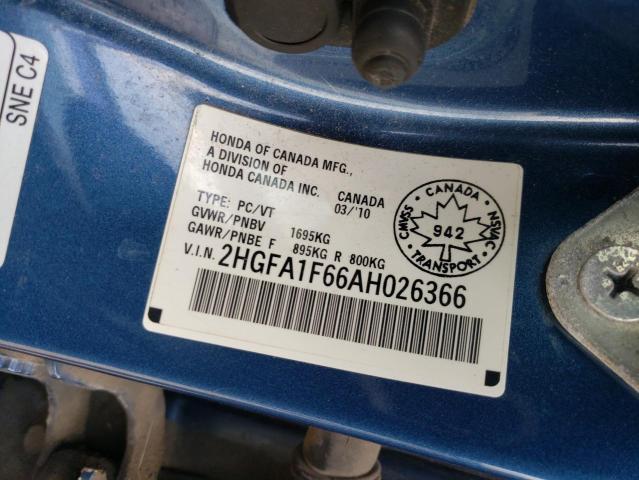 SNE C4
HONDA OF CANADA MFG.,
A DIVISION OF
HONDA CANADA INC. CANADA
TYPE: PC/VT 03/'10
GVWR/PNBV 1695KG
GAWR/PNBE F 895KG R 800KG
V.I.N. 2HGFA1F66AH026366
CANADA
CMVSS
NSVAC
942
TRANSPORT